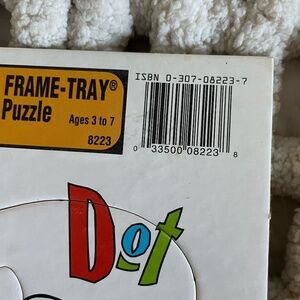 FRAME-TRAY®
Puzzle
Ages 3 to 7
8223
ISBN 0-307-08223-7
0 33500 08223 8
Dot